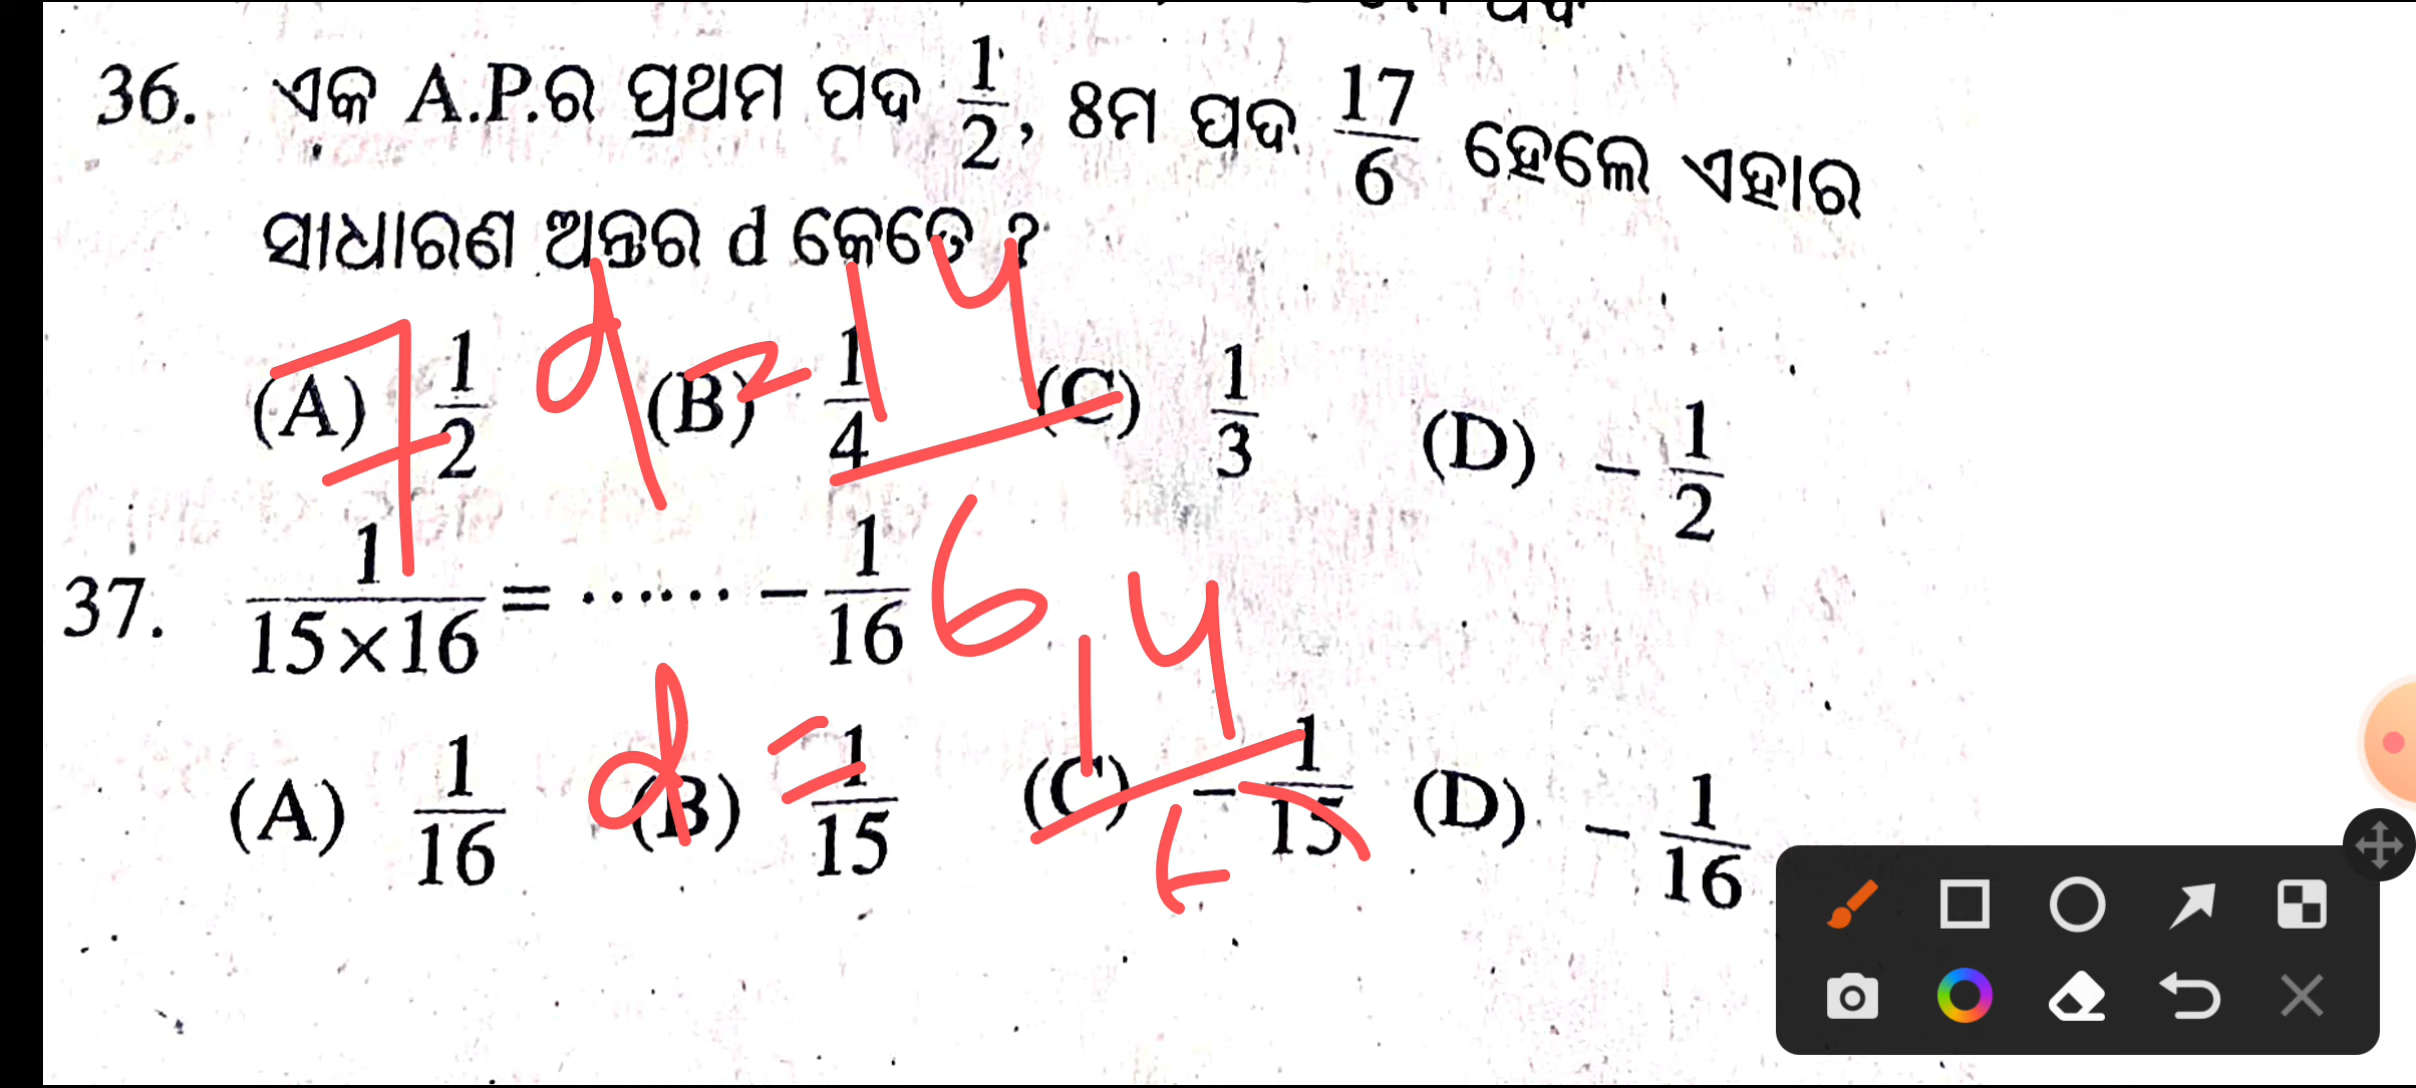 36. ଏକ A.P.ର ପ୍ରଥମ ପଦ 1/2, 8ମ ପଦ 17/6 ହେଲେ ଏହାର
ସାଧାରଣ ଅନ୍ତର d କେତେ ?
(A) 1/2 (B) 1/4 (C) 1/3 (D) - 1/2
7d = 14/6
37. 1/(15×16) = ...... - 1/16
(A) 1/16 (B) 1/15 (C) - 1/15 (D) - 1/16
d = 14